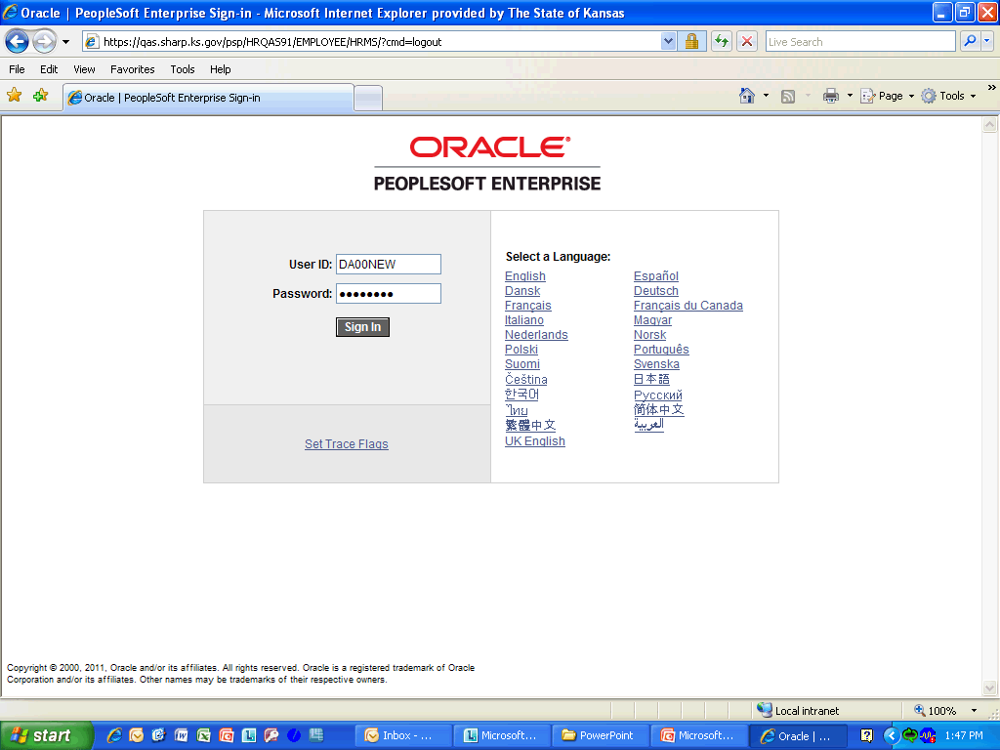 Oracle | PeopleSoft Enterprise Sign-in - Microsoft Internet Explorer provided by The State of Kansas
https://qas.sharp.ks.gov/psp/HRQAS91/EMPLOYEE/HRMS/?cmd=logout
Live Search
File Edit View Favorites Tools Help
Oracle | PeopleSoft Enterprise Sign-in
Page Tools
ORACLE®
PEOPLESOFT ENTERPRISE
User ID: DA00NEW
Password: ●●●●●●●●
Sign In
Set Trace Flags
Select a Language:
English Español
Dansk Deutsch
Français Français du Canada
Italiano Magyar
Nederlands Norsk
Polski Português
Suomi Svenska
Čeština 日本語
한국어 Русский
ไทย 简体中文
繁體中文 العربية
UK English
Copyright © 2000, 2011, Oracle and/or its affiliates. All rights reserved. Oracle is a registered trademark of Oracle
Corporation and/or its affiliates. Other names may be trademarks of their respective owners.
Local intranet 100%
start Inbox - ... Microsoft... PowerPoint Microsoft... Oracle | ... 1:47 PM